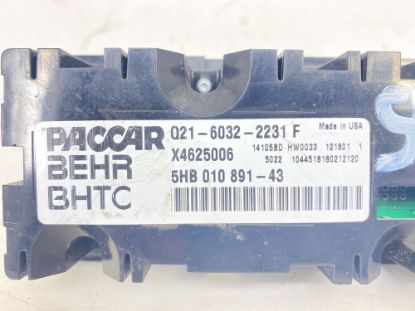 PACCAR Q21-6032-2231 F Made in USA
BEHR X4625006 14105BD HW0033 121801 1
5022 1044518180212120
BHTC 5HB 010 891-43